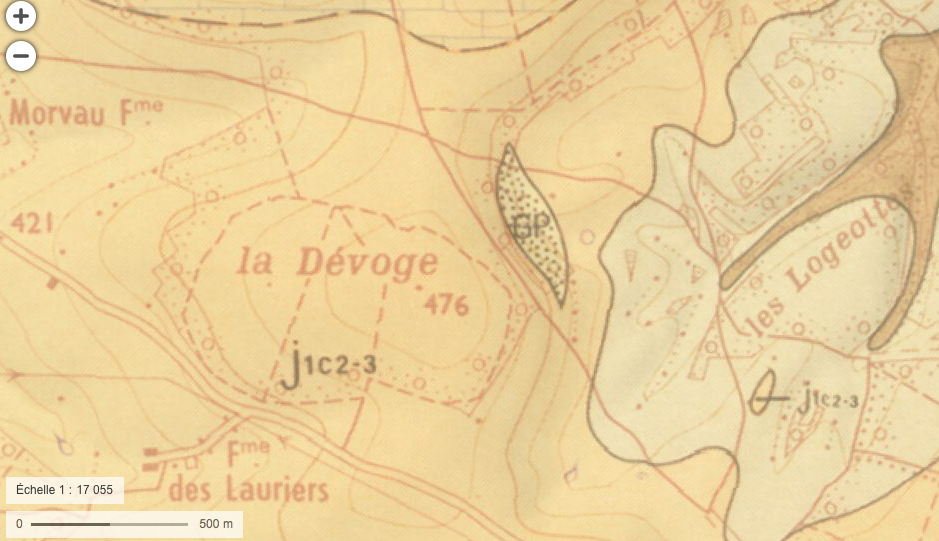 +
−
Morvau Fme
421
GP
la Dévoge
476
les Logeott
j1c2-3
j1c2-3
Fme
des Lauriers
Échelle 1 : 17 055
0 500 m